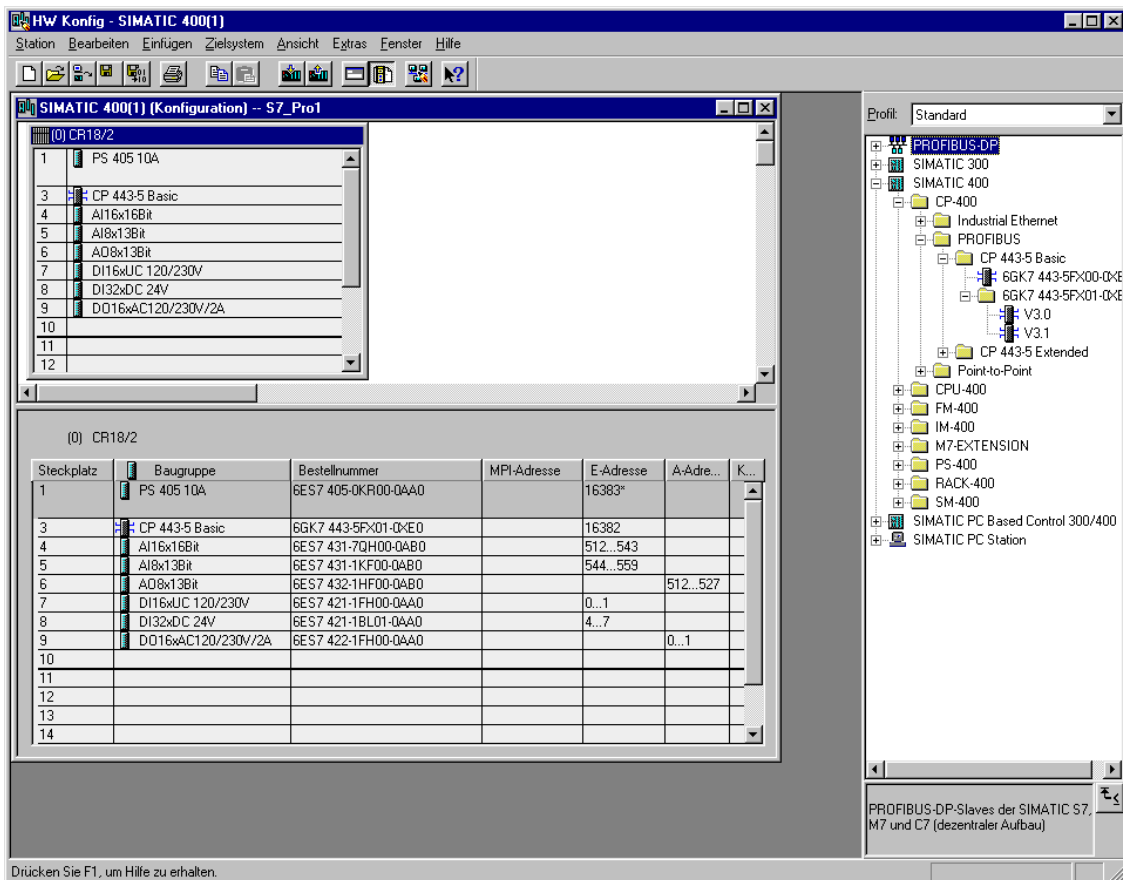 HW Konfig - SIMATIC 400(1)
Station Bearbeiten Einfügen Zielsystem Ansicht Extras Fenster Hilfe
SIMATIC 400(1) (Konfiguration) -- S7_Pro1
(0) CR18/2
1 PS 405 10A
3 CP 443-5 Basic
4 AI16x16Bit
5 AI8x13Bit
6 AO8x13Bit
7 DI16xUC 120/230V
8 DI32xDC 24V
9 DO16xAC120/230V/2A
10
11
12
(0) CR18/2
Steckplatz Baugruppe Bestellnummer MPI-Adresse E-Adresse A-Adre... K...
1 PS 405 10A 6ES7 405-0KR00-0AA0 16383*
3 CP 443-5 Basic 6GK7 443-5FX01-0XE0 16382
4 AI16x16Bit 6ES7 431-7QH00-0AB0 512...543
5 AI8x13Bit 6ES7 431-1KF00-0AB0 544...559
6 AO8x13Bit 6ES7 432-1HF00-0AB0 512...527
7 DI16xUC 120/230V 6ES7 421-1FH00-0AA0 0...1
8 DI32xDC 24V 6ES7 421-1BL01-0AA0 4...7
9 DO16xAC120/230V/2A 6ES7 422-1FH00-0AA0 0...1
10
11
12
13
14
Profil: Standard
PROFIBUS-DP
SIMATIC 300
SIMATIC 400
CP-400
Industrial Ethernet
PROFIBUS
CP 443-5 Basic
6GK7 443-5FX00-0XE
6GK7 443-5FX01-0XE
V3.0
V3.1
CP 443-5 Extended
Point-to-Point
CPU-400
FM-400
IM-400
M7-EXTENSION
PS-400
RACK-400
SM-400
SIMATIC PC Based Control 300/400
SIMATIC PC Station
PROFIBUS-DP-Slaves der SIMATIC S7,
M7 und C7 (dezentraler Aufbau)
Drücken Sie F1, um Hilfe zu erhalten.